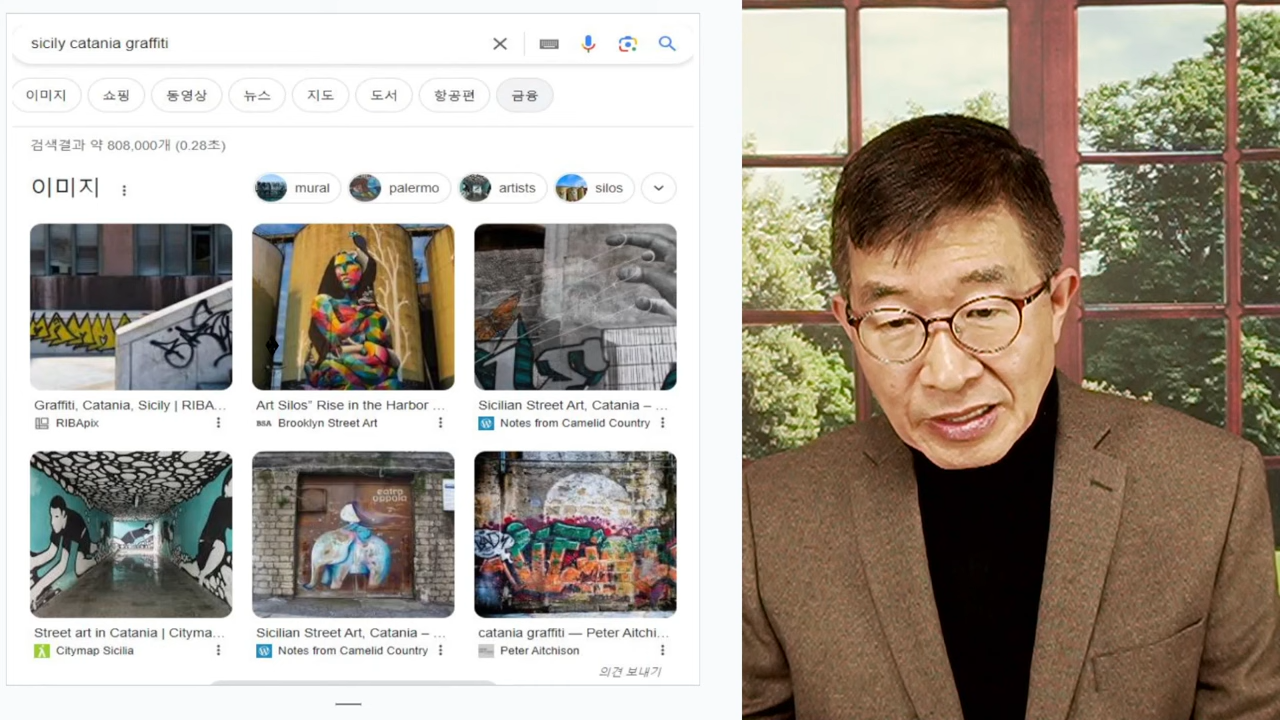 sicily catania graffiti
이미지 쇼핑 동영상 뉴스 지도 도서 항공편 금융
검색결과 약 808,000개 (0.28초)
이미지 mural palermo artists silos
MAMMA
Graffiti, Catania, Sicily | RIBA...
RIBApix
Art Silos” Rise in the Harbor ...
BSA Brooklyn Street Art
Sicilian Street Art, Catania – ...
Notes from Camelid Country
Street art in Catania | Cityma...
Citymap Sicilia
Sicilian Street Art, Catania – ...
Notes from Camelid Country
catania graffiti — Peter Aitchi...
Peter Aitchison
의견 보내기